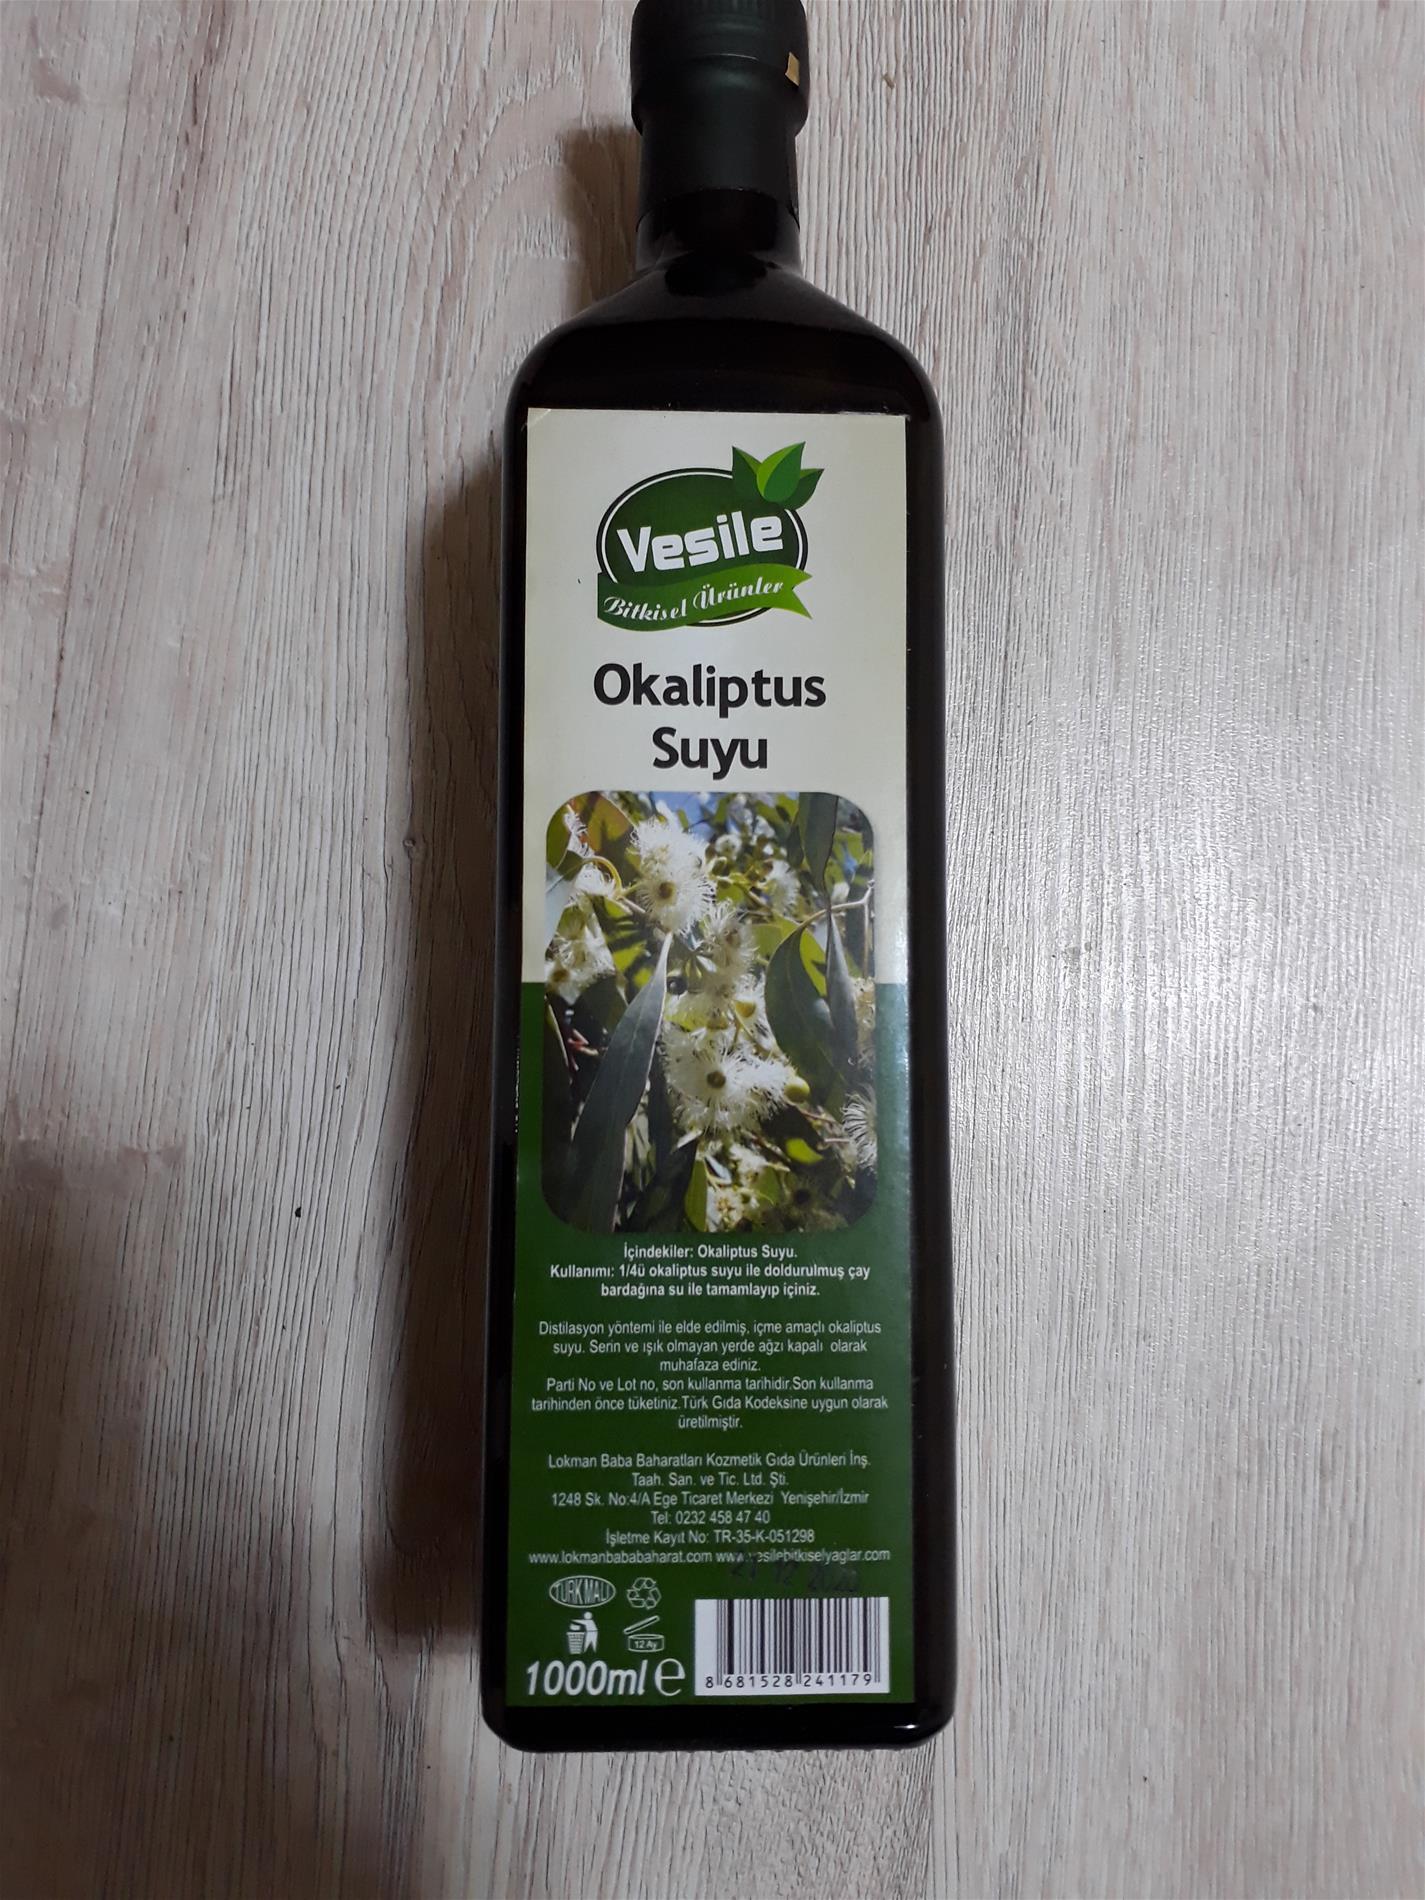 Vesile
Bitkisel Ürünler
Okaliptus
Suyu
İçindekiler: Okaliptus Suyu.
Kullanımı: 1/4ü okaliptus suyu ile doldurulmuş çay
bardağına su ile tamamlayıp içiniz.
Distilasyon yöntemi ile elde edilmiş, içme amaçlı okaliptus
suyu. Serin ve ışık olmayan yerde ağzı kapalı olarak
muhafaza ediniz.
Parti No ve Lot no, son kullanma tarihidir.Son kullanma
tarihinden önce tüketiniz.Türk Gıda Kodeksine uygun olarak
üretilmiştir.
Lokman Baba Baharatları Kozmetik Gıda Ürünleri İnş.
Taah. San. ve Tic. Ltd. Şti.
1248 Sk. No:4/A Ege Ticaret Merkezi Yenişehir/İzmir
Tel: 0232 458 47 40
İşletme Kayıt No: TR-35-K-051298
www.lokmanbababaharat.com www.vesilebitkiselyaglar.com
TÜRK MALI
12 Ay
1000ml e
8 681528 241179